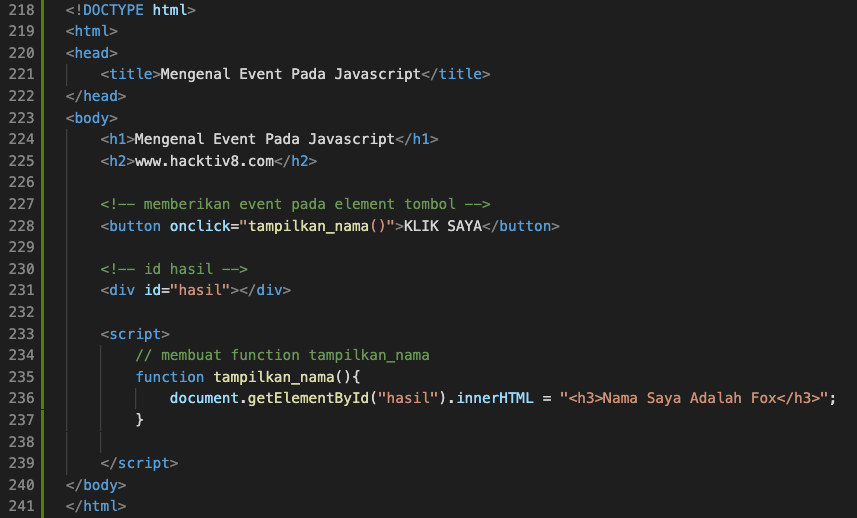 218 <!DOCTYPE html>
219 <html>
220 <head>
221     <title>Mengenal Event Pada Javascript</title>
222 </head>
223 <body>
224     <h1>Mengenal Event Pada Javascript</h1>
225     <h2>www.hacktiv8.com</h2>
226
227     <!-- memberikan event pada element tombol -->
228     <button onclick="tampilkan_nama()">KLIK SAYA</button>
229
230     <!-- id hasil -->
231     <div id="hasil"></div>
232
233     <script>
234         // membuat function tampilkan_nama
235         function tampilkan_nama(){
236             document.getElementById("hasil").innerHTML = "<h3>Nama Saya Adalah Fox</h3>";
237         }
238
239     </script>
240 </body>
241 </html>